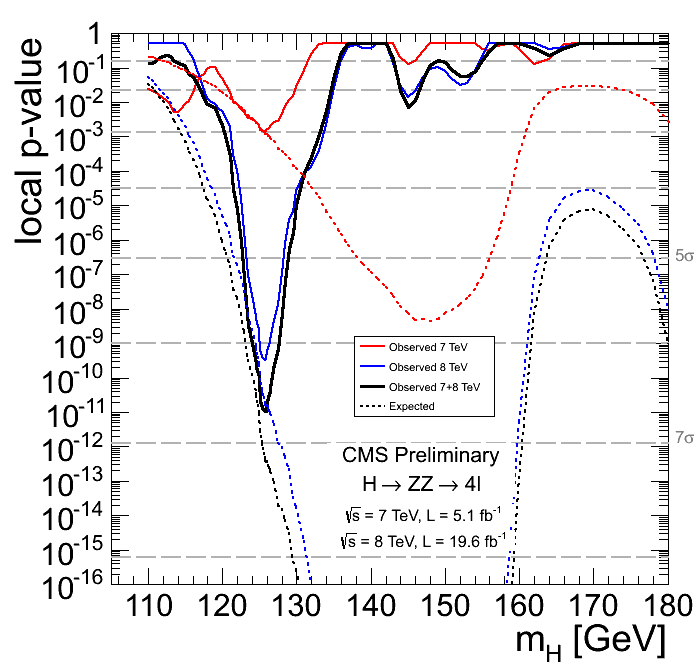 local p-value
1
10⁻¹
10⁻²
10⁻³
10⁻⁴
10⁻⁵
10⁻⁶
10⁻⁷
10⁻⁸
10⁻⁹
10⁻¹⁰
10⁻¹¹
10⁻¹²
10⁻¹³
10⁻¹⁴
10⁻¹⁵
10⁻¹⁶
5σ
7σ
Observed 7 TeV
Observed 8 TeV
Observed 7+8 TeV
Expected
CMS Preliminary
H → ZZ → 4l
√s = 7 TeV, L = 5.1 fb⁻¹
√s = 8 TeV, L = 19.6 fb⁻¹
110 120 130 140 150 160 170 180
m_H [GeV]